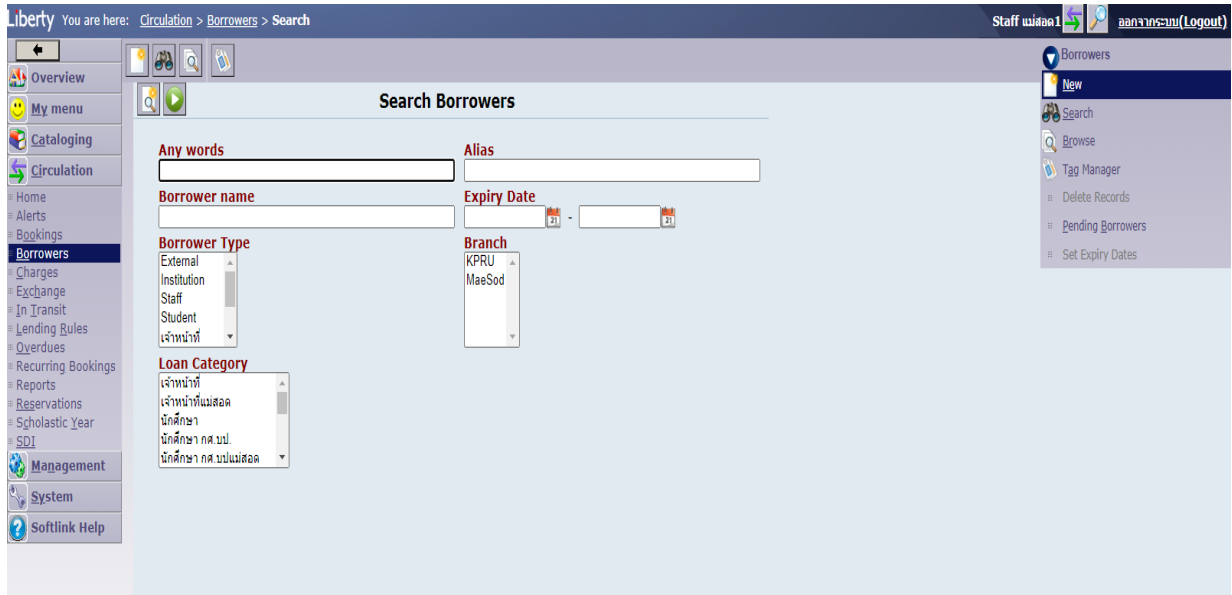 Liberty You are here: Circulation > Borrowers > Search
Staff แม่สอด1 ออกจากระบบ(Logout)
Overview
My menu
Cataloging
Circulation
Home
Alerts
Bookings
Borrowers
Charges
Exchange
In Transit
Lending Rules
Overdues
Recurring Bookings
Reports
Reservations
Scholastic Year
SDI
Management
System
Softlink Help
Search Borrowers
Any words
Alias
Borrower name
Expiry Date
21 - 21
Borrower Type
External
Institution
Staff
Student
เจ้าหน้าที่
Branch
KPRU
MaeSod
Loan Category
เจ้าหน้าที่
เจ้าหน้าที่แม่สอด
นักศึกษา
นักศึกษา กศ.บป.
นักศึกษา กศ.บปแม่สอด
Borrowers
New
Search
Browse
Tag Manager
Delete Records
Pending Borrowers
Set Expiry Dates